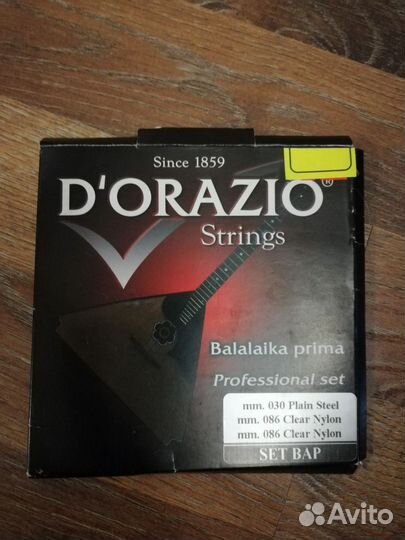 Since 1859
D'ORAZIO®
Strings
Balalaika prima
Professional set
mm. 030 Plain Steel
mm. 086 Clear Nylon
mm. 086 Clear Nylon
SET BAP
Avito